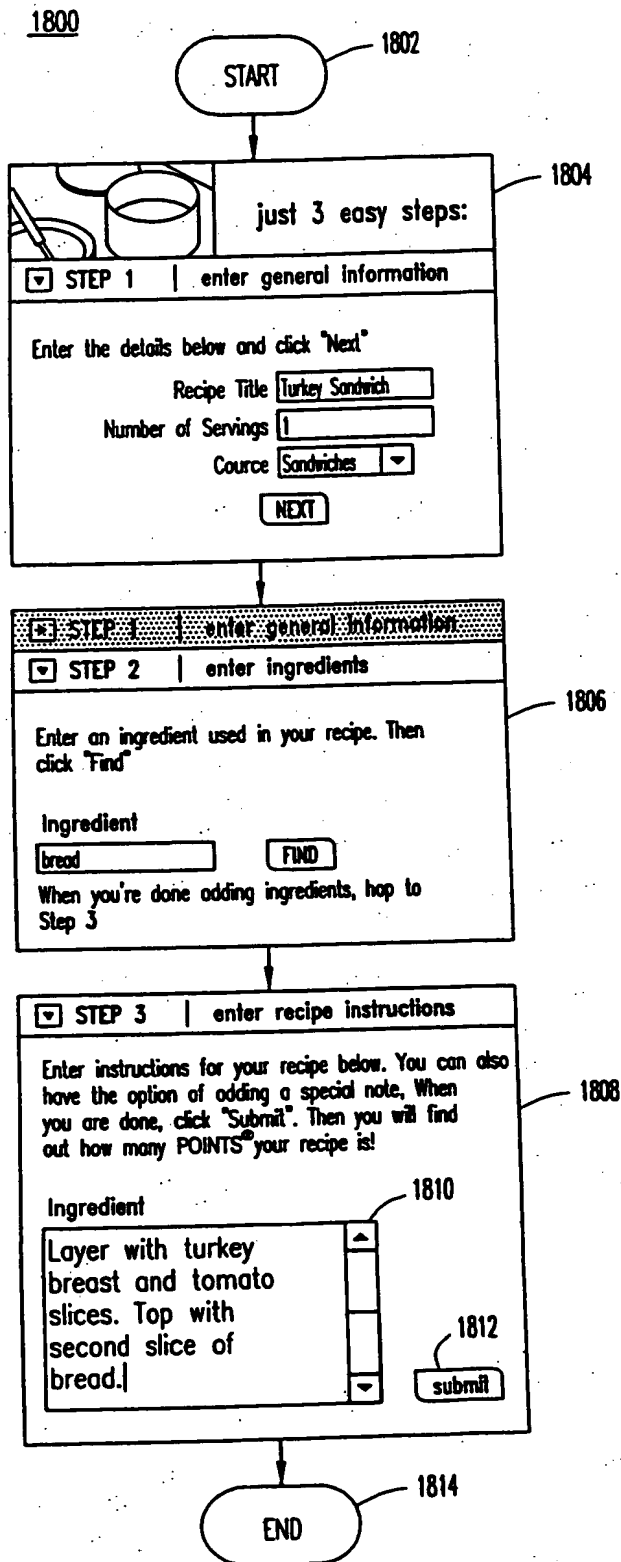 1800
1802
START
1804
just 3 easy steps:
STEP 1 | enter general information
Enter the details below and click "Next"
Recipe Title Turkey Sandwich
Number of Servings 1
Cource Sandwiches
NEXT
STEP 1 | enter general information
STEP 2 | enter ingredients
1806
Enter an ingredient used in your recipe. Then
click "Find"
Ingredient
bread FIND
When you're done adding ingredients, hop to
Step 3
STEP 3 | enter recipe instructions
Enter instructions for your recipe below. You can also
have the option of adding a special note, When
you are done, click "Submit". Then you will find
out how many POINTS® your recipe is!
1808
Ingredient
1810
Layer with turkey
breast and tomato
slices. Top with
second slice of
bread.
1812
submit
1814
END